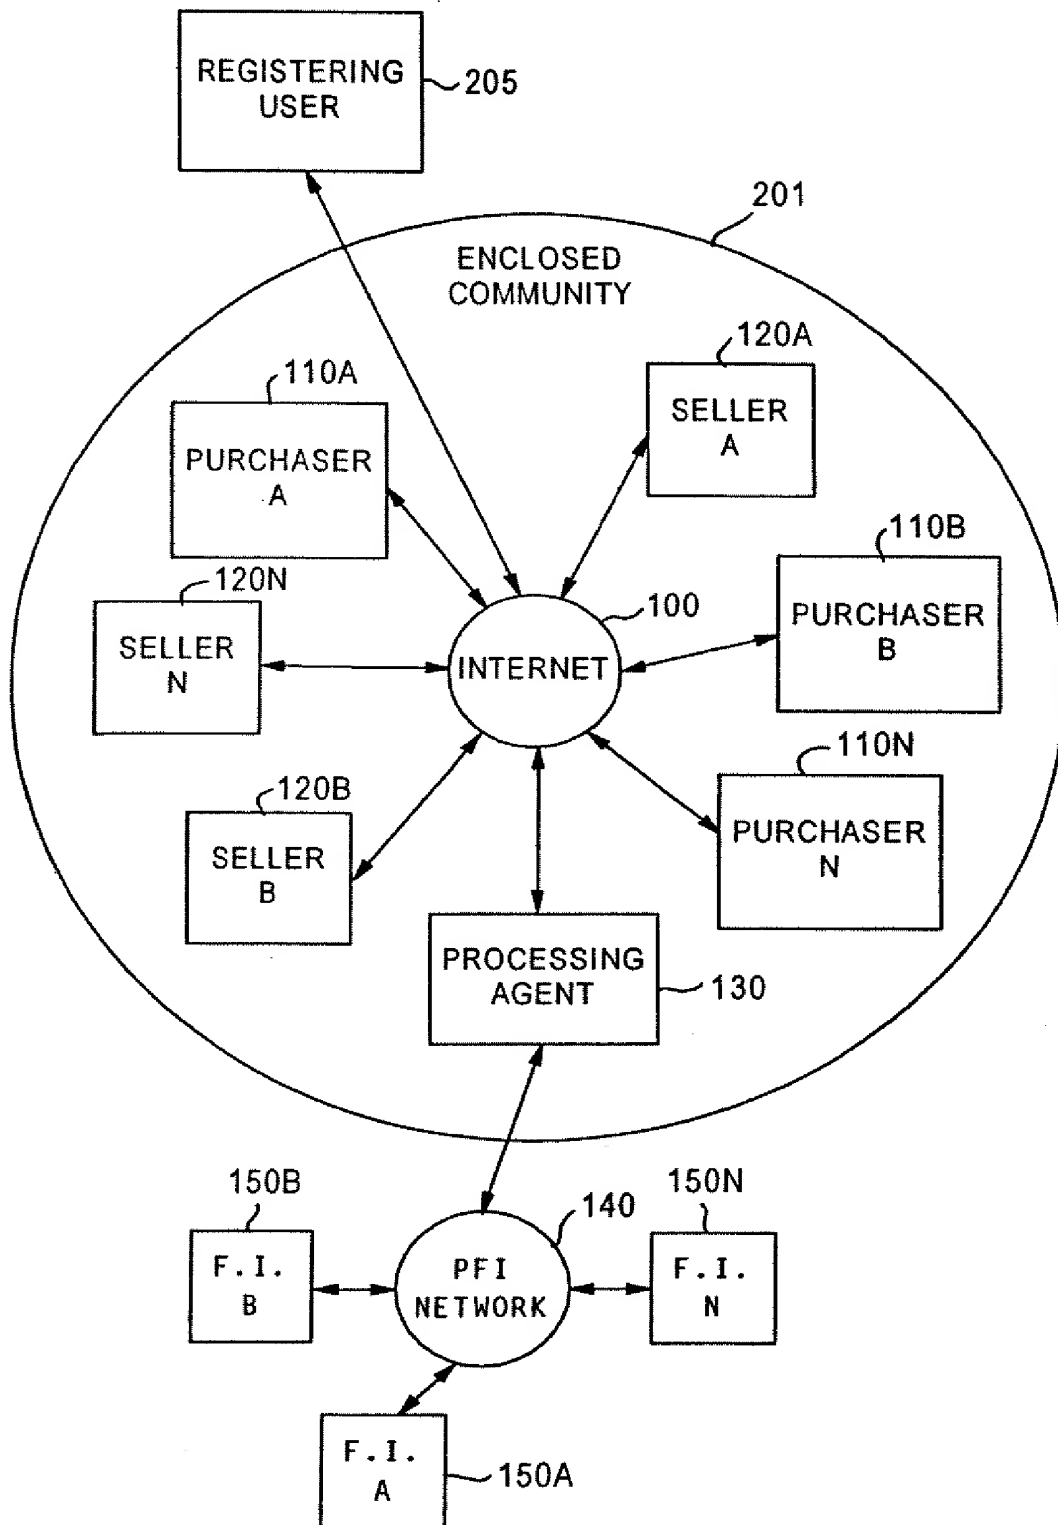 REGISTERING
USER
205
201
ENCLOSED
COMMUNITY
120A
SELLER
A
110A
PURCHASER
A
110B
PURCHASER
B
120N
SELLER
N
100
INTERNET
110N
PURCHASER
N
120B
SELLER
B
PROCESSING
AGENT
130
150B
F.I.
B
140
PFI
NETWORK
150N
F.I.
N
F.I.
A
150A